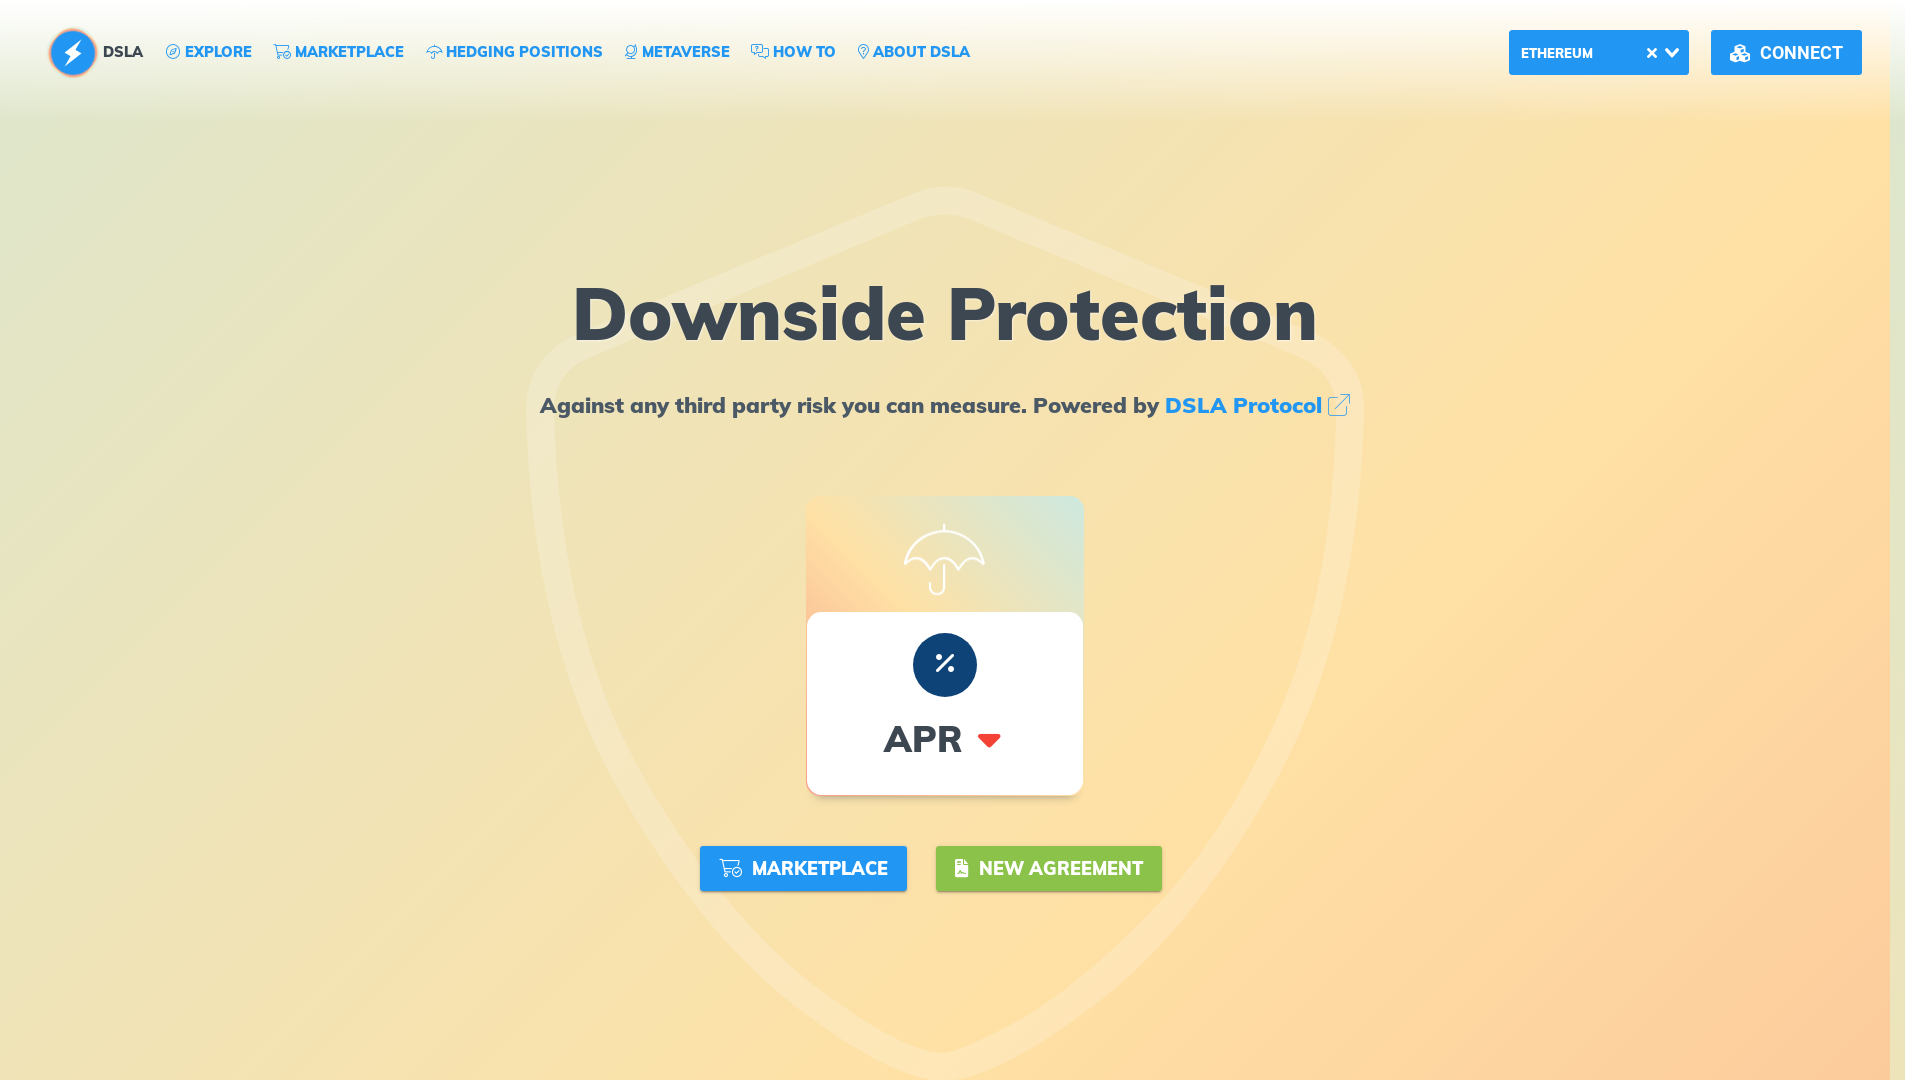 DSLA EXPLORE MARKETPLACE HEDGING POSITIONS METAVERSE HOW TO ABOUT DSLA ETHEREUM CONNECT
Downside Protection
Against any third party risk you can measure. Powered by DSLA Protocol
%
APR
MARKETPLACE NEW AGREEMENT